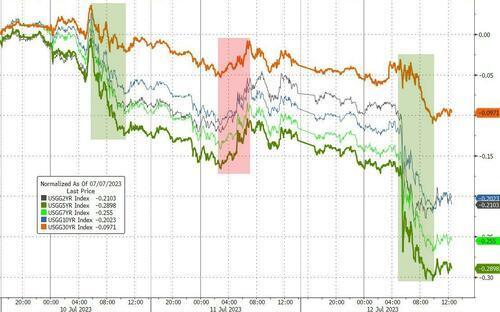 0.00
-0.05
-0.0971
-0.15
-0.2023
-0.2103
-0.255
-0.2898
-0.30
Normalized As Of 07/07/2023
Last Price
USGG2YR Index -0.2103
USGG5YR Index -0.2898
USGG7YR Index -0.255
USGG10YR Index -0.2023
USGG30YR Index -0.0971
20:00 00:00 04:00 08:00 12:00 20:00 00:00 04:00 08:00 12:00 20:00 00:00 04:00 08:00 12:00
10 Jul 2023 11 Jul 2023 12 Jul 2023